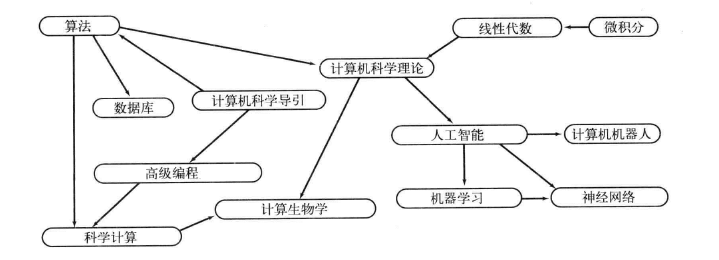 算法
线性代数
微积分
计算机科学理论
数据库
计算机科学导引
人工智能
计算机机器人
高级编程
机器学习
神经网络
计算生物学
科学计算